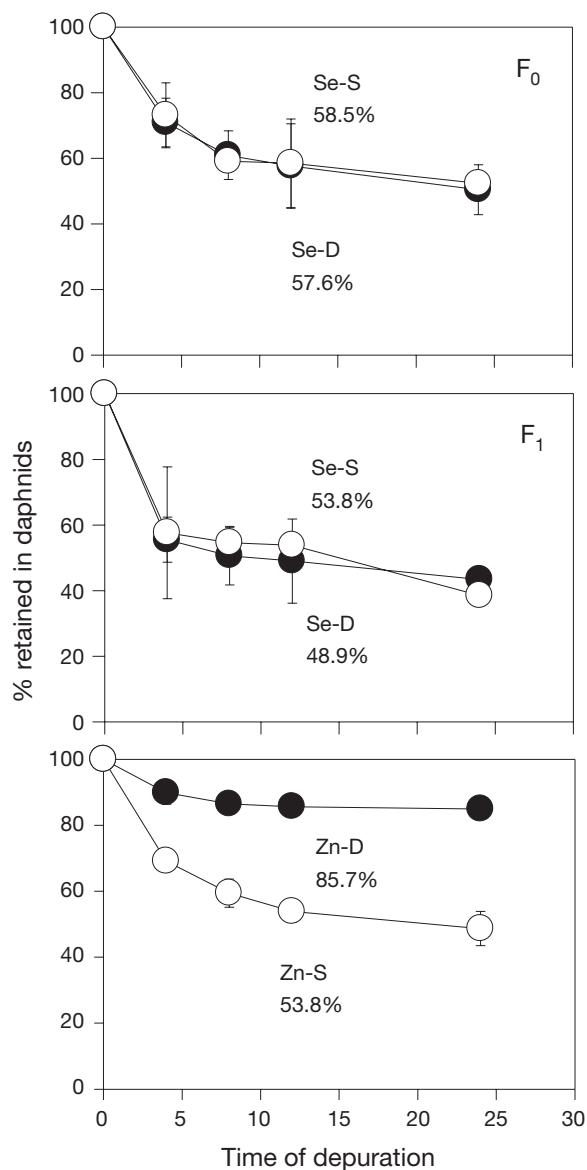 100
80
60
40
20
0
F₀
Se-S
58.5%
Se-D
57.6%
100
80
60
40
20
0
F₁
Se-S
53.8%
Se-D
48.9%
% retained in daphnids
100
80
60
40
20
0
Zn-D
85.7%
Zn-S
53.8%
0 5 10 15 20 25 30
Time of depuration